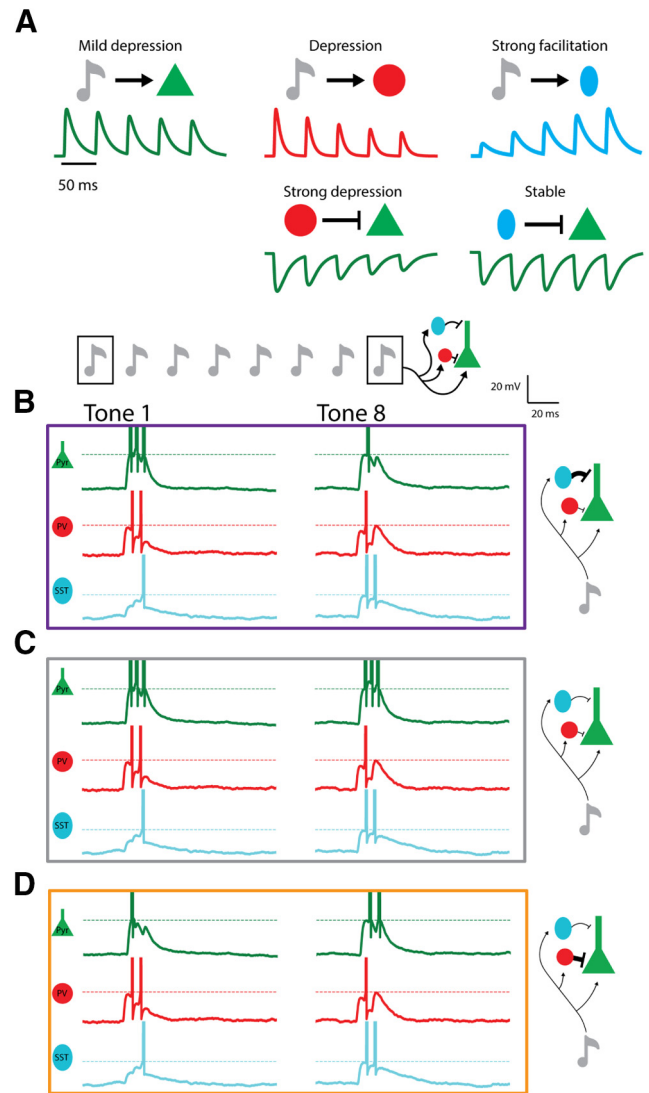 A
Mild depression
Depression
Strong facilitation
50 ms
Strong depression
Stable
20 mV
20 ms
B
Tone 1
Tone 8
Pyr
PV
SST
C
Pyr
PV
SST
D
Pyr
PV
SST